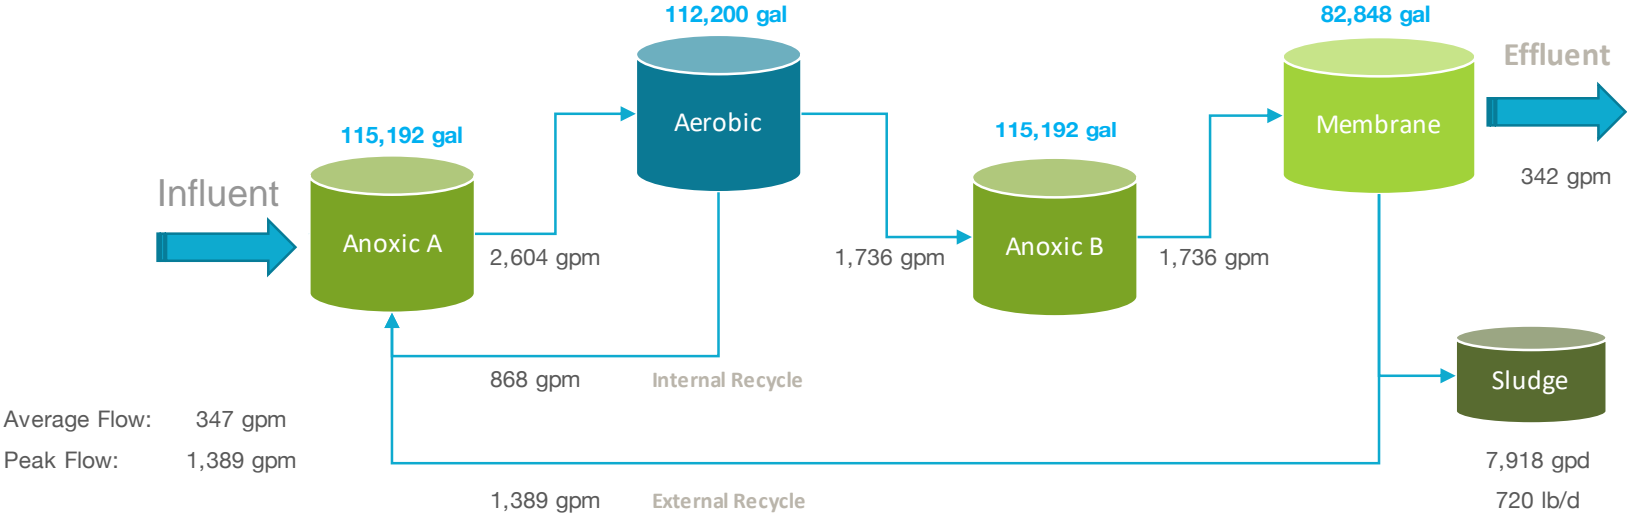 112,200 gal
82,848 gal
Effluent
Aerobic
Membrane
115,192 gal
115,192 gal
342 gpm
Influent
Anoxic A
Anoxic B
2,604 gpm
1,736 gpm
1,736 gpm
868 gpm
Internal Recycle
Sludge
Average Flow: 347 gpm
Peak Flow: 1,389 gpm
7,918 gpd
1,389 gpm
External Recycle
720 lb/d